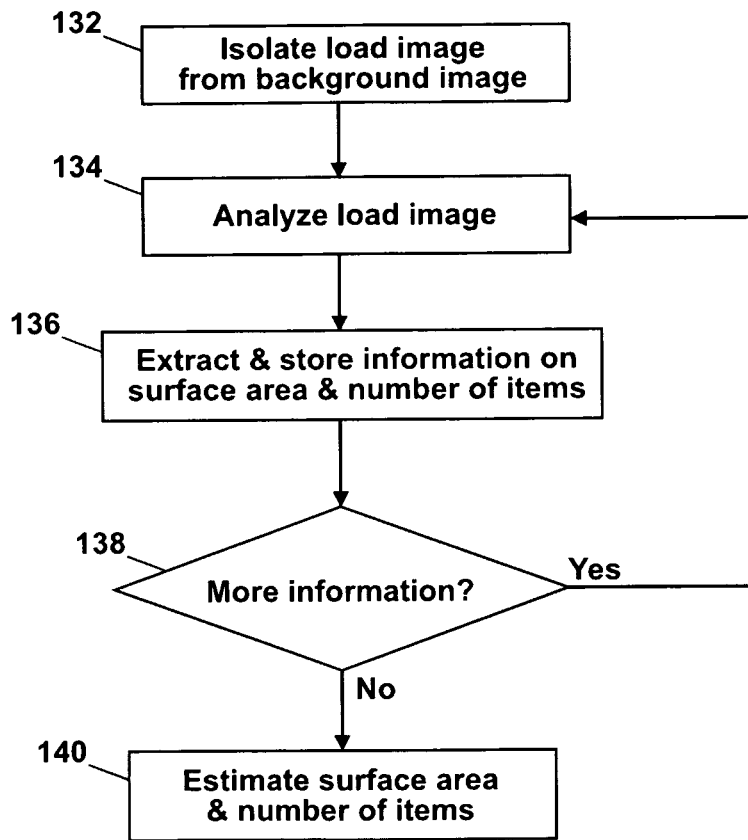 132
Isolate load image
from background image
134
Analyze load image
136
Extract & store information on
surface area & number of items
138
More information?
Yes
No
140
Estimate surface area
& number of items